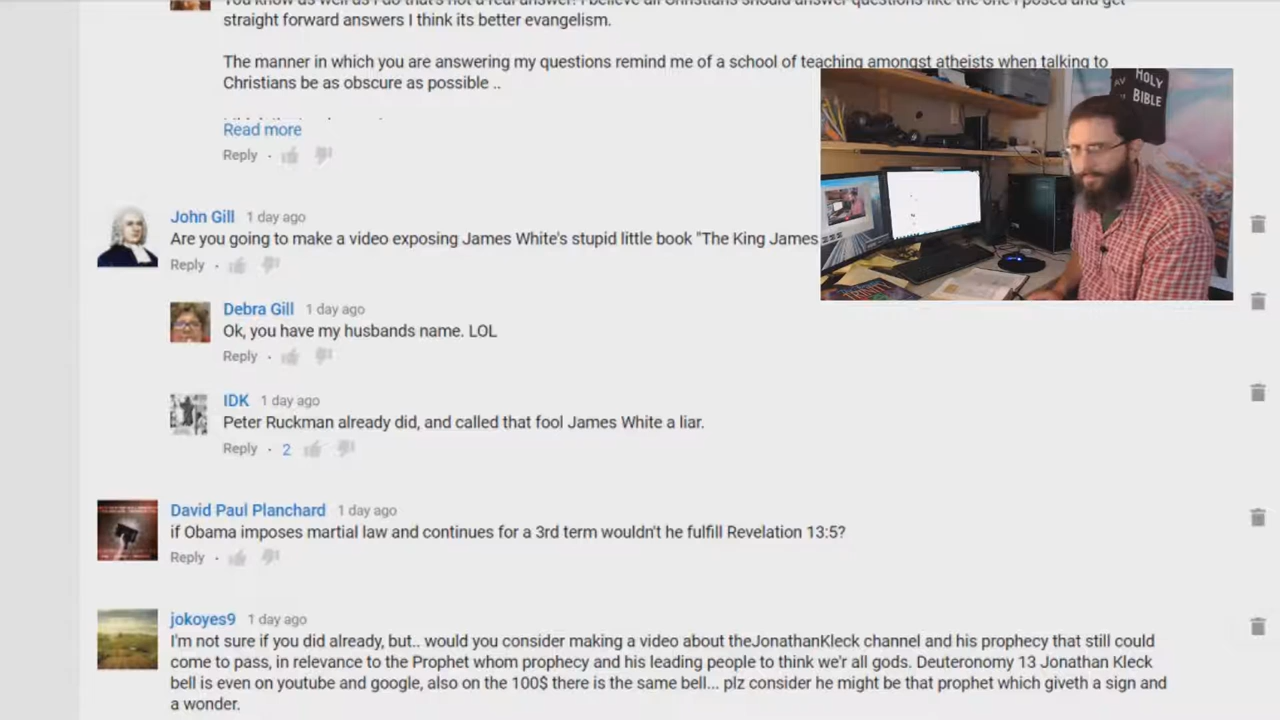 straight forward answers I think its better evangelism.
The manner in which you are answering my questions remind me of a school of teaching amongst atheists when talking to
Christians be as obscure as possible ..
Read more
Reply ·
HOLY
BIBLE
John Gill 1 day ago
Are you going to make a video exposing James White's stupid little book "The King James
Reply ·
Debra Gill 1 day ago
Ok, you have my husbands name. LOL
Reply ·
IDK 1 day ago
Peter Ruckman already did, and called that fool James White a liar.
Reply · 2
David Paul Planchard 1 day ago
if Obama imposes martial law and continues for a 3rd term wouldn't he fulfill Revelation 13:5?
Reply ·
jokoyes9 1 day ago
I'm not sure if you did already, but.. would you consider making a video about theJonathanKleck channel and his prophecy that still could
come to pass, in relevance to the Prophet whom prophecy and his leading people to think we'r all gods. Deuteronomy 13 Jonathan Kleck
bell is even on youtube and google, also on the 100$ there is the same bell... plz consider he might be that prophet which giveth a sign and
a wonder.